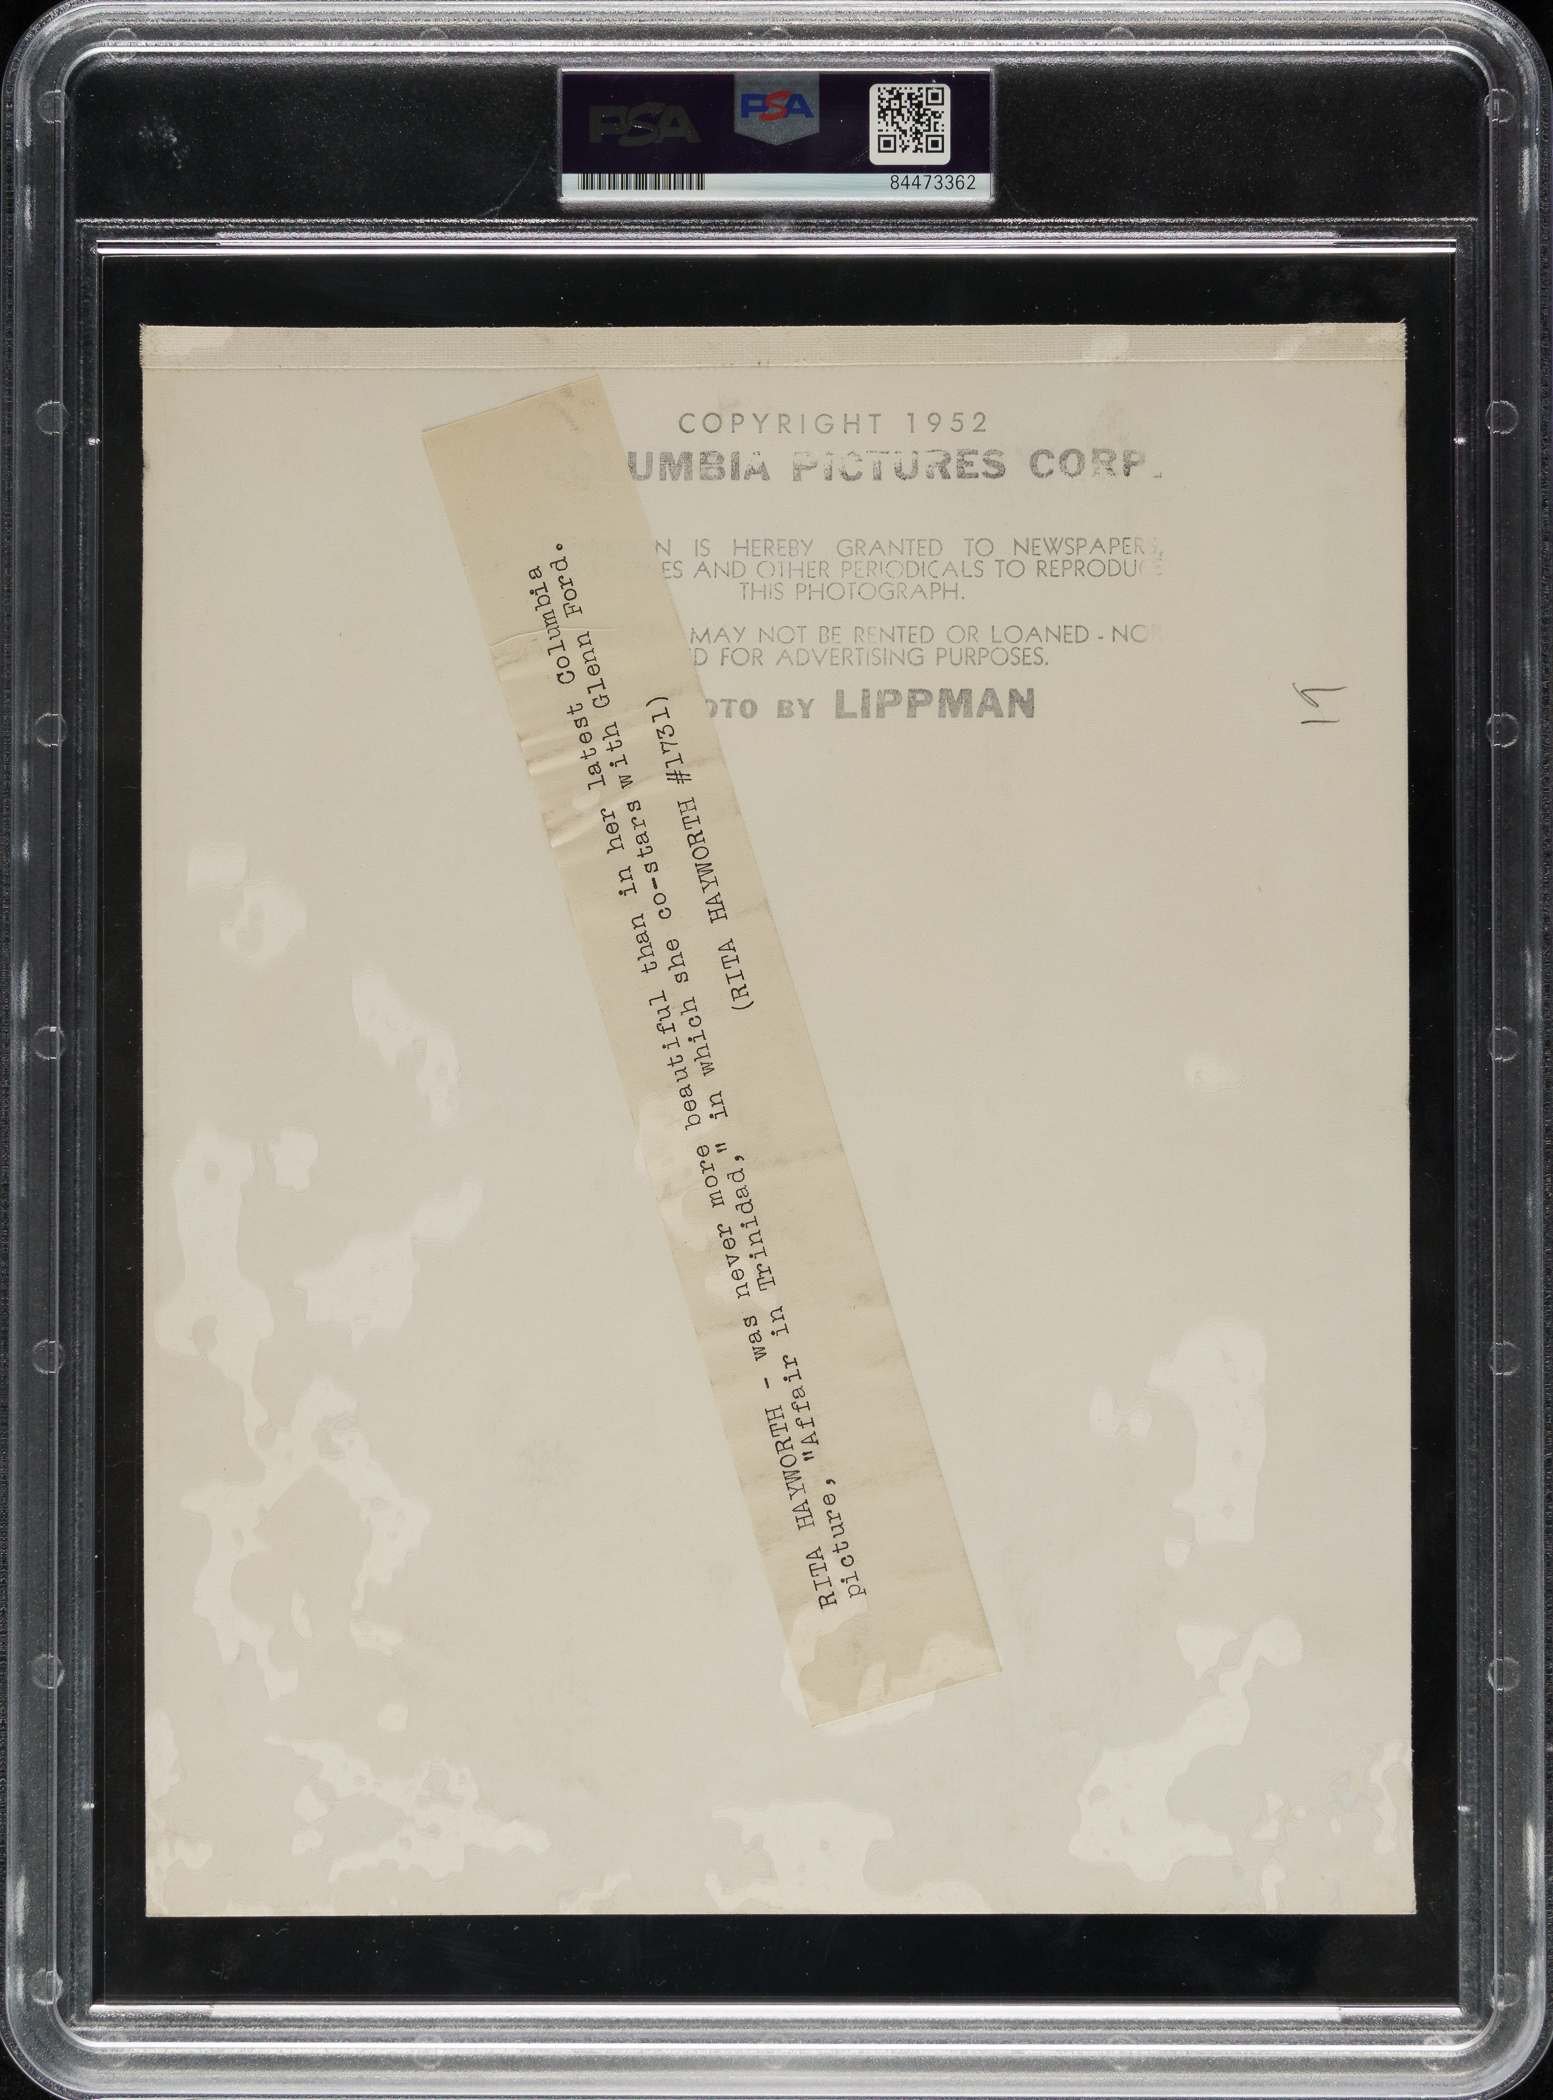 PSA
PSA
84473362
COPYRIGHT 1952
UMBIA PICTURES CORP.
N IS HEREBY GRANTED TO NEWSPAPERS,
ES AND OTHER PERIODICALS TO REPRODUCE
THIS PHOTOGRAPH.
MAY NOT BE RENTED OR LOANED - NOR
D FOR ADVERTISING PURPOSES.
OTO BY LIPPMAN
RITA HAYWORTH - was never more beautiful than in her latest Columbia
picture, "Affair in Trinidad," in which she co-stars with Glenn Ford.
(RITA HAYWORTH #1731)